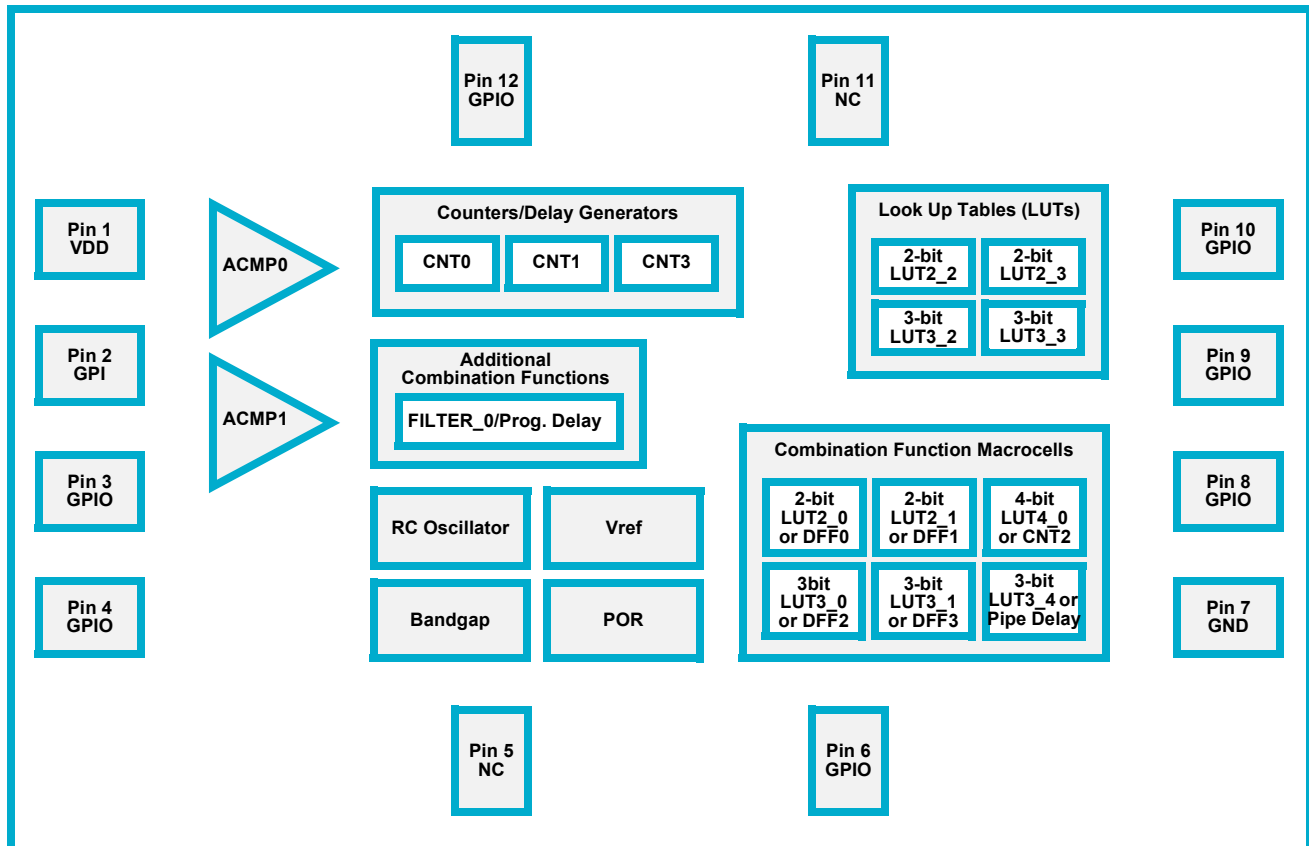 Pin 12
GPIO
Pin 11
NC
Pin 1
VDD
Pin 2
GPI
Pin 3
GPIO
Pin 4
GPIO
ACMP0
ACMP1
Counters/Delay Generators
CNT0
CNT1
CNT3
Additional
Combination Functions
FILTER_0/Prog. Delay
RC Oscillator
Vref
Bandgap
POR
Look Up Tables (LUTs)
2-bit
LUT2_2
2-bit
LUT2_3
3-bit
LUT3_2
3-bit
LUT3_3
Combination Function Macrocells
2-bit
LUT2_0
or DFF0
2-bit
LUT2_1
or DFF1
4-bit
LUT4_0
or CNT2
3bit
LUT3_0
or DFF2
3-bit
LUT3_1
or DFF3
3-bit
LUT3_4 or
Pipe Delay
Pin 10
GPIO
Pin 9
GPIO
Pin 8
GPIO
Pin 7
GND
Pin 5
NC
Pin 6
GPIO